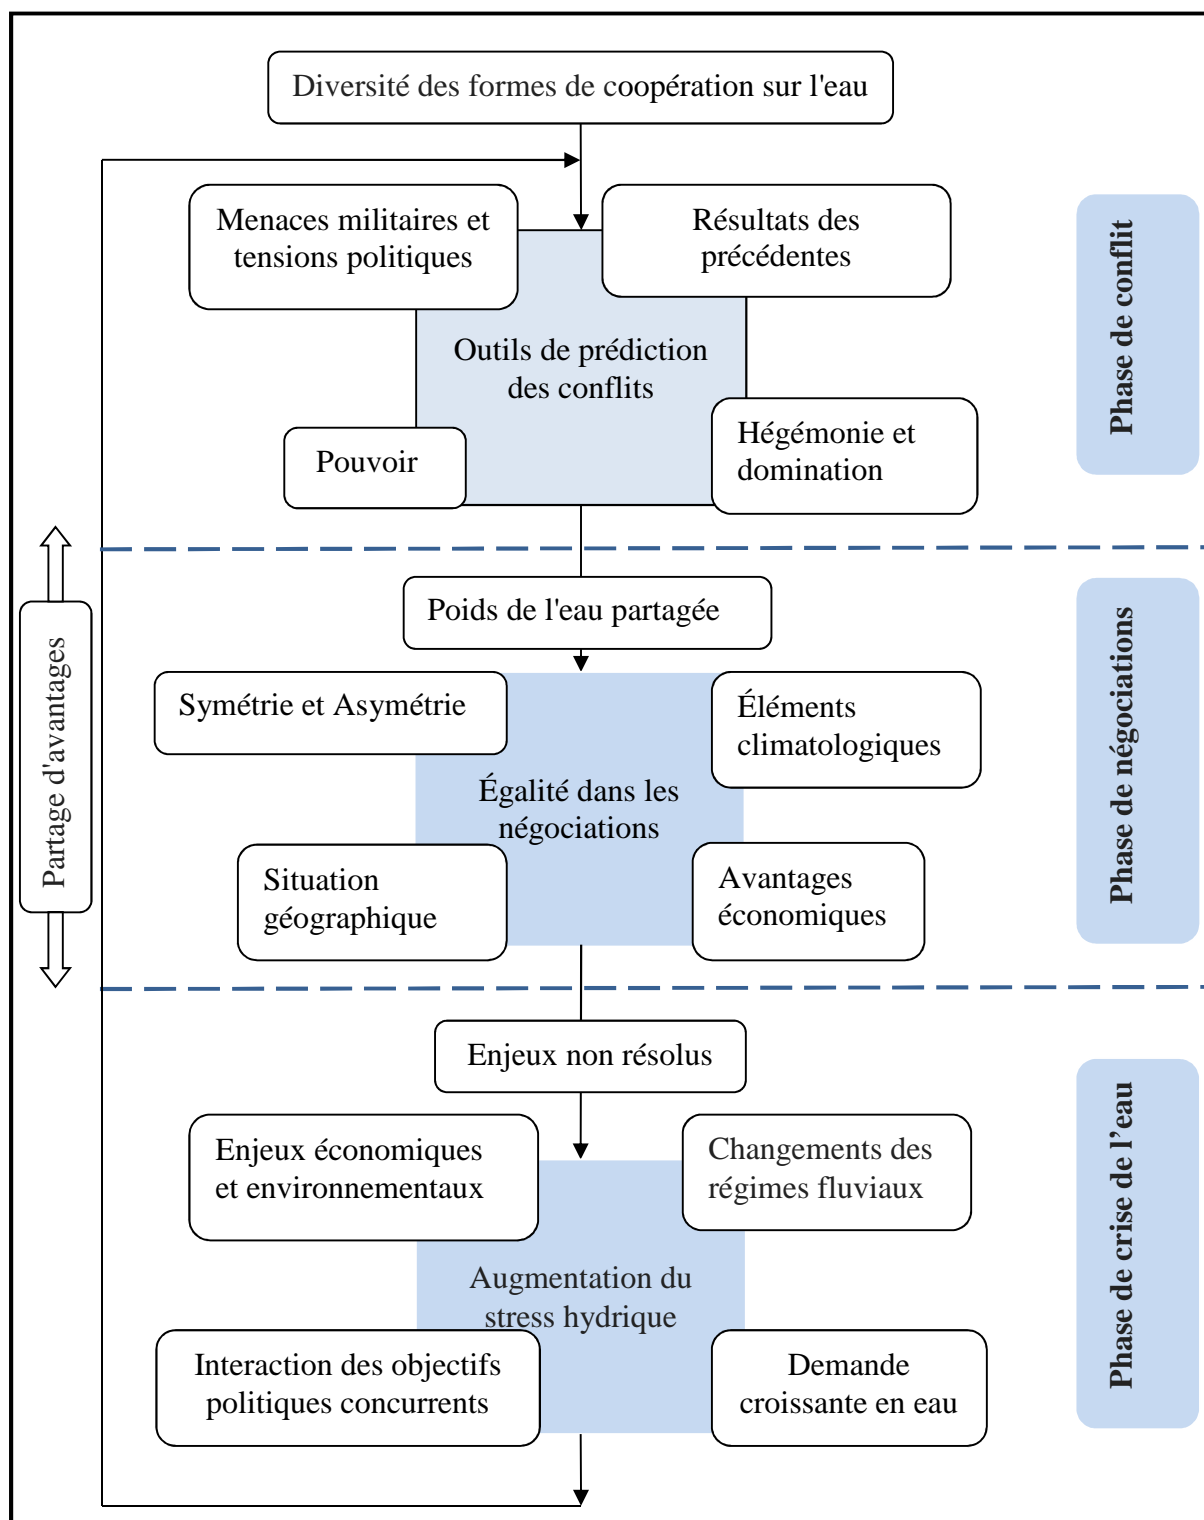 Diversité des formes de coopération sur l'eau
Menaces militaires et
tensions politiques
Résultats des
précédentes
Outils de prédiction
des conflits
Pouvoir
Hégémonie et
domination
Phase de conflit
Poids de l'eau partagée
Symétrie et Asymétrie
Éléments
climatologiques
Égalité dans les
négociations
Situation
géographique
Avantages
économiques
Phase de négociations
Partage d'avantages
Enjeux non résolus
Enjeux économiques
et environnementaux
Changements des
régimes fluviaux
Augmentation du
stress hydrique
Interaction des objectifs
politiques concurrents
Demande
croissante en eau
Phase de crise de l’eau